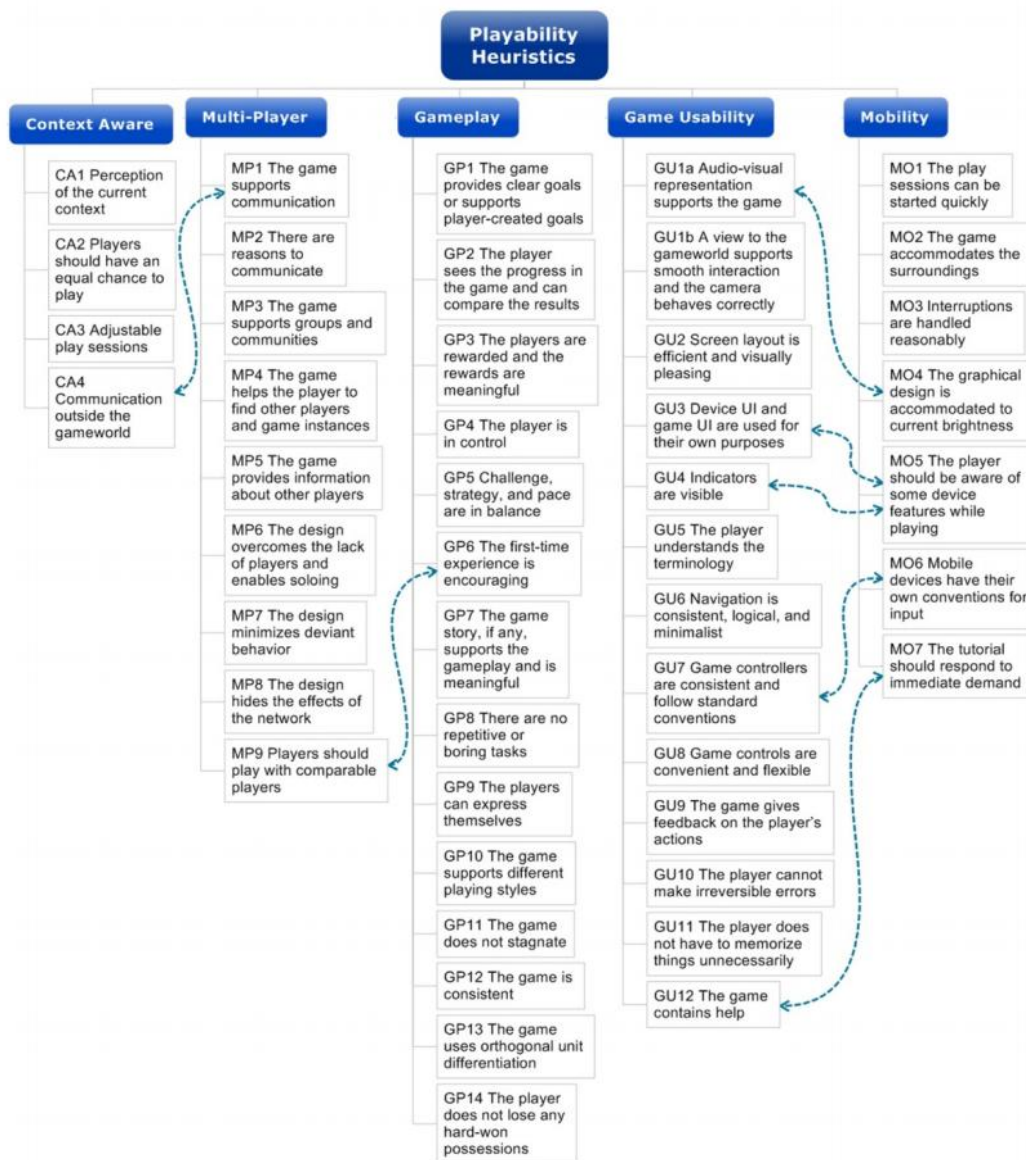 Playability
Heuristics
Context Aware
CA1 Perception
of the current
context
CA2 Players
should have an
equal chance to
play
CA3 Adjustable
play sessions
CA4
Communication
outside the
gameworld
Multi-Player
MP1 The game
supports
communication
MP2 There are
reasons to
communicate
MP3 The game
supports groups and
communities
MP4 The game
helps the player to
find other players
and game instances
MP5 The game
provides information
about other players
MP6 The design
overcomes the lack
of players and
enables soloing
MP7 The design
minimizes deviant
behavior
MP8 The design
hides the effects of
the network
MP9 Players should
play with comparable
players
Gameplay
GP1 The game
provides clear goals
or supports
player-created goals
GP2 The player
sees the progress in
the game and can
compare the results
GP3 The players are
rewarded and the
rewards are
meaningful
GP4 The player is
in control
GP5 Challenge,
strategy, and pace
are in balance
GP6 The first-time
experience is
encouraging
GP7 The game
story, if any,
supports the
gameplay and is
meaningful
GP8 There are no
repetitive or
boring tasks
GP9 The players
can express
themselves
GP10 The game
supports different
playing styles
GP11 The game
does not stagnate
GP12 The game is
consistent
GP13 The game
uses orthogonal unit
differentiation
GP14 The player
does not lose any
hard-won
possessions
Game Usability
GU1a Audio-visual
representation
supports the game
GU1b A view to the
gameworld supports
smooth interaction
and the camera
behaves correctly
GU2 Screen layout is
efficient and visually
pleasing
GU3 Device UI and
game UI are used for
their own purposes
GU4 Indicators
are visible
GU5 The player
understands the
terminology
GU6 Navigation is
consistent, logical, and
minimalist
GU7 Game controllers
are consistent and
follow standard
conventions
GU8 Game controls are
convenient and flexible
GU9 The game gives
feedback on the player's
actions
GU10 The player cannot
make irreversible errors
GU11 The player does
not have to memorize
things unnecessarily
GU12 The game
contains help
Mobility
MO1 The play
sessions can be
started quickly
MO2 The game
accommodates the
surroundings
MO3 Interruptions
are handled
reasonably
MO4 The graphical
design is
accommodated to
current brightness
MO5 The player
should be aware of
some device
features while
playing
MO6 Mobile
devices have their
own conventions for
input
MO7 The tutorial
should respond to
immediate demand